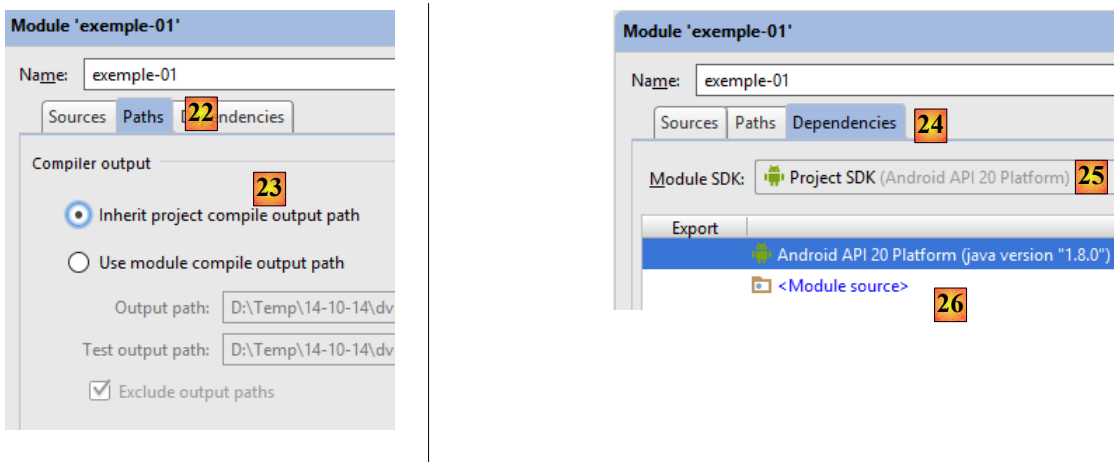 Module 'exemple-01'
Name: exemple-01
Sources Paths 22 ndencies
Compiler output
23
Inherit project compile output path
Use module compile output path
Output path: D:\Temp\14-10-14\dv
Test output path: D:\Temp\14-10-14\dv
Exclude output paths
Module 'exemple-01'
Name: exemple-01
Sources Paths Dependencies 24
Module SDK: Project SDK (Android API 20 Platform) 25
Export
Android API 20 Platform (java version "1.8.0")
<Module source>
26